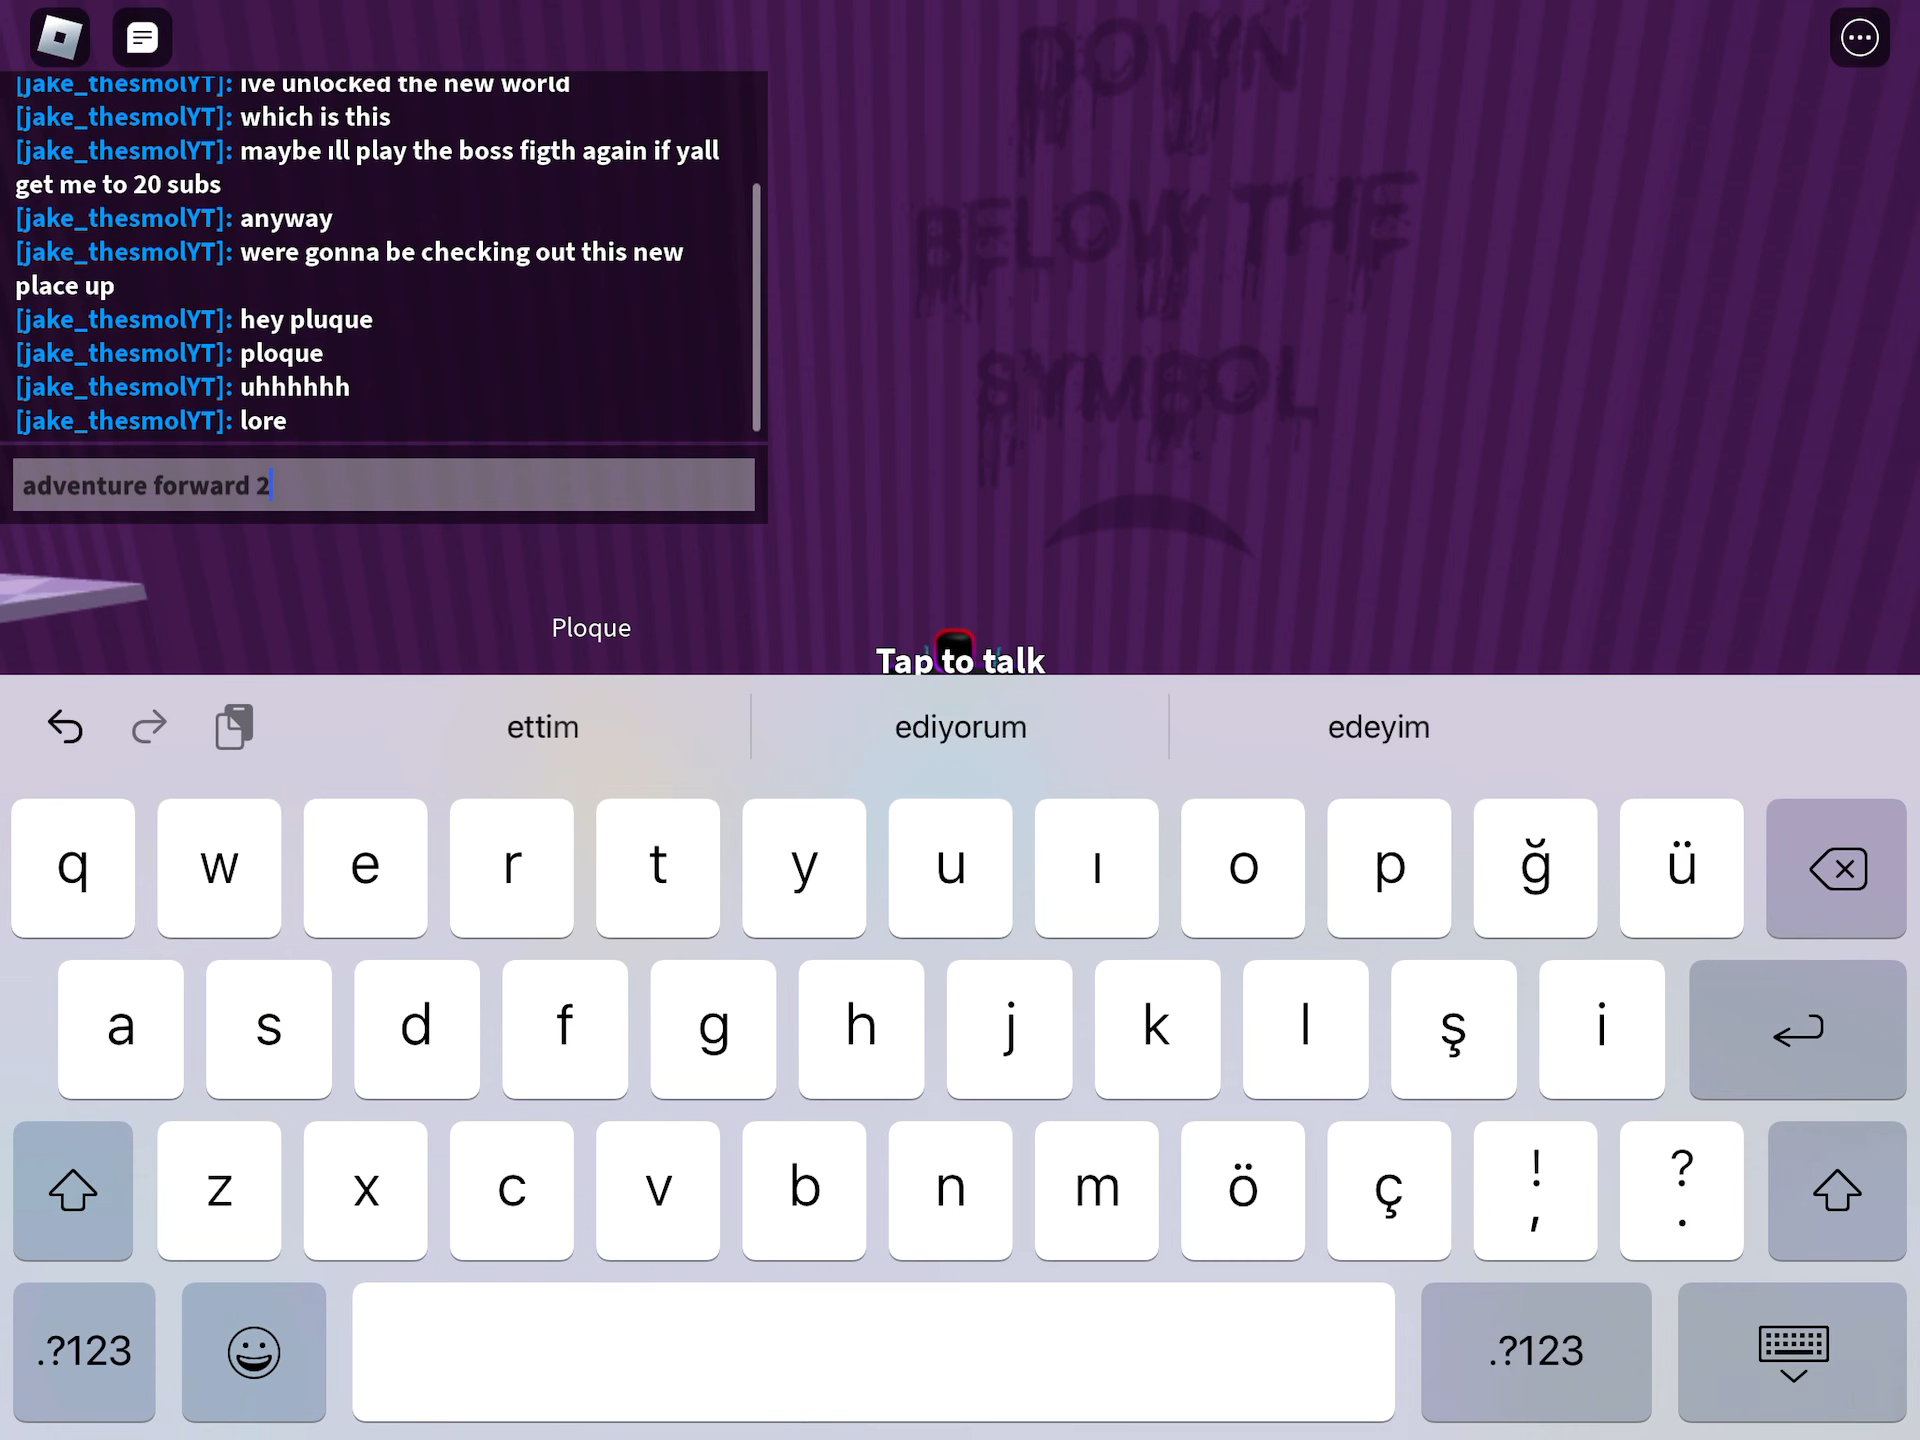 DOWN
BELOW THE
SYMBOL
[jake_thesmolYT]: ıve unlocked the new world
[jake_thesmolYT]: which is this
[jake_thesmolYT]: maybe ıll play the boss figth again if yall
get me to 20 subs
[jake_thesmolYT]: anyway
[jake_thesmolYT]: were gonna be checking out this new
place up
[jake_thesmolYT]: hey pluque
[jake_thesmolYT]: ploque
[jake_thesmolYT]: uhhhhhh
[jake_thesmolYT]: lore
adventure forward 2
Ploque
Tap to talk
ettim ediyorum edeyim
q w e r t y u ı o p ğ ü
a s d f g h j k l ş i
z x c v b n m ö ç ! , ? .
.?123 .?123